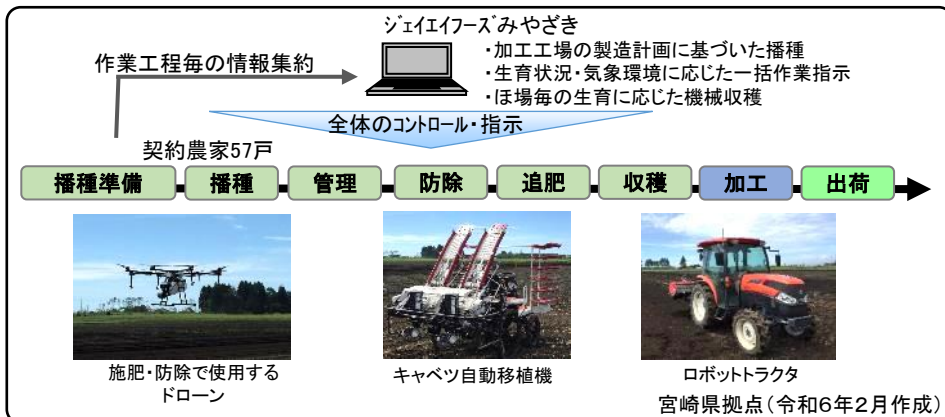 ジェイエイフーズみやざき
・加工工場の製造計画に基づいた播種
・生育状況・気象環境に応じた一括作業指示
・ほ場毎の生育に応じた機械収穫
作業工程毎の情報集約
全体のコントロール・指示
契約農家57戸
播種準備 播種 管理 防除 追肥 収穫 加工 出荷
施肥・防除で使用する
ドローン
キャベツ自動移植機
ロボットトラクタ
宮崎県拠点(令和6年2月作成)